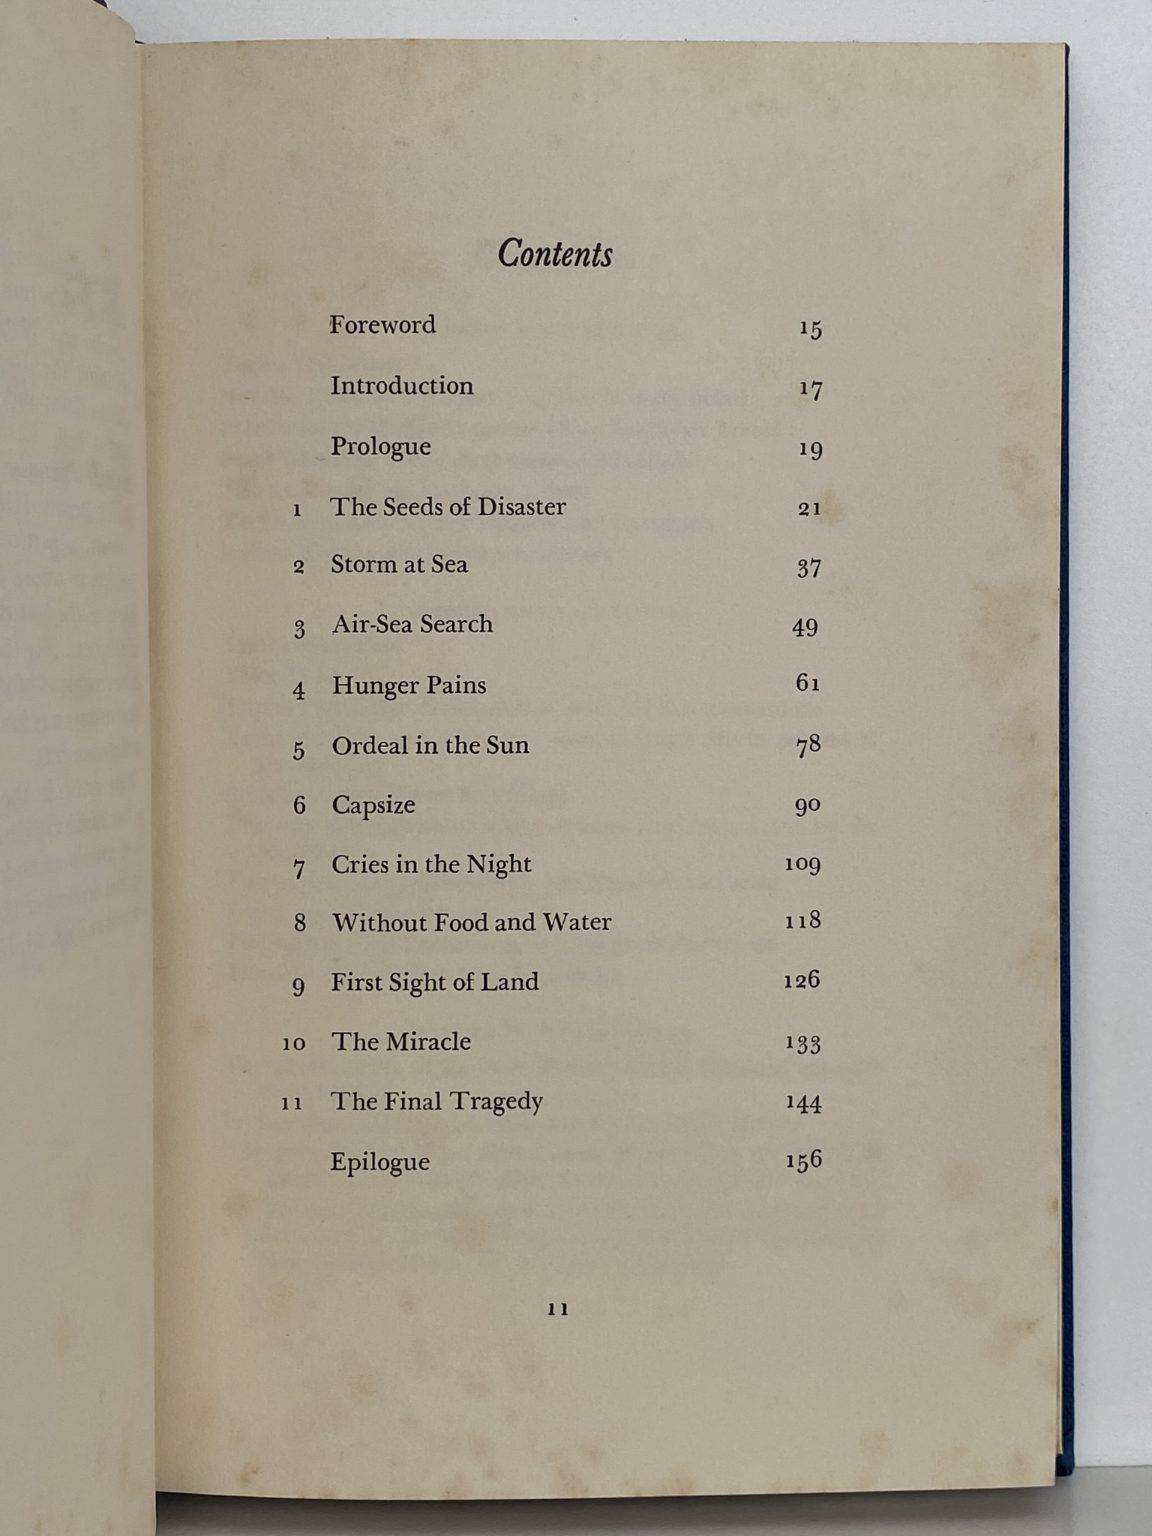 Contents
Foreword 15
Introduction 17
Prologue 19
1 The Seeds of Disaster 21
2 Storm at Sea 37
3 Air-Sea Search 49
4 Hunger Pains 61
5 Ordeal in the Sun 78
6 Capsize 90
7 Cries in the Night 109
8 Without Food and Water 118
9 First Sight of Land 126
10 The Miracle 133
11 The Final Tragedy 144
Epilogue 156
11